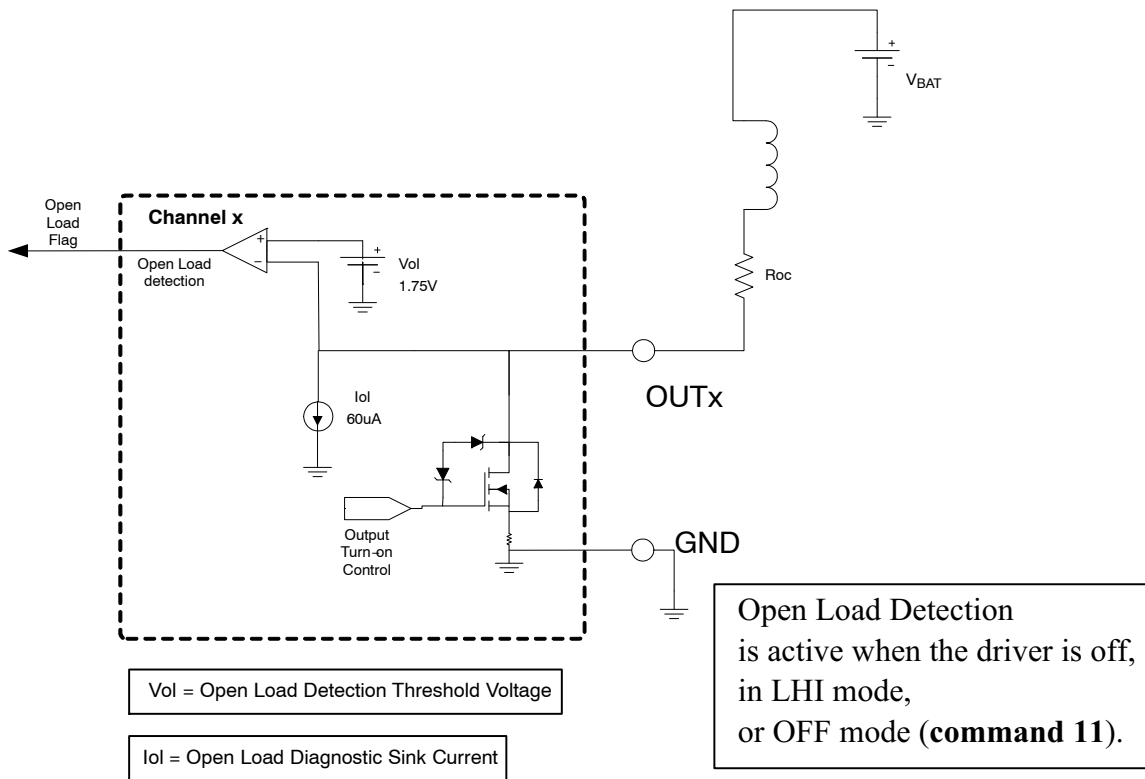 +
−
V_BAT
Open
Load
Flag
Channel x
+
−
Open Load
detection
+
−
Vol
1.75V
Roc
Iol
60uA
OUTx
Output
Turn−on
Control
GND
Vol = Open Load Detection Threshold Voltage
Iol = Open Load Diagnostic Sink Current
Open Load Detection
is active when the driver is off,
in LHI mode,
or OFF mode (command 11).